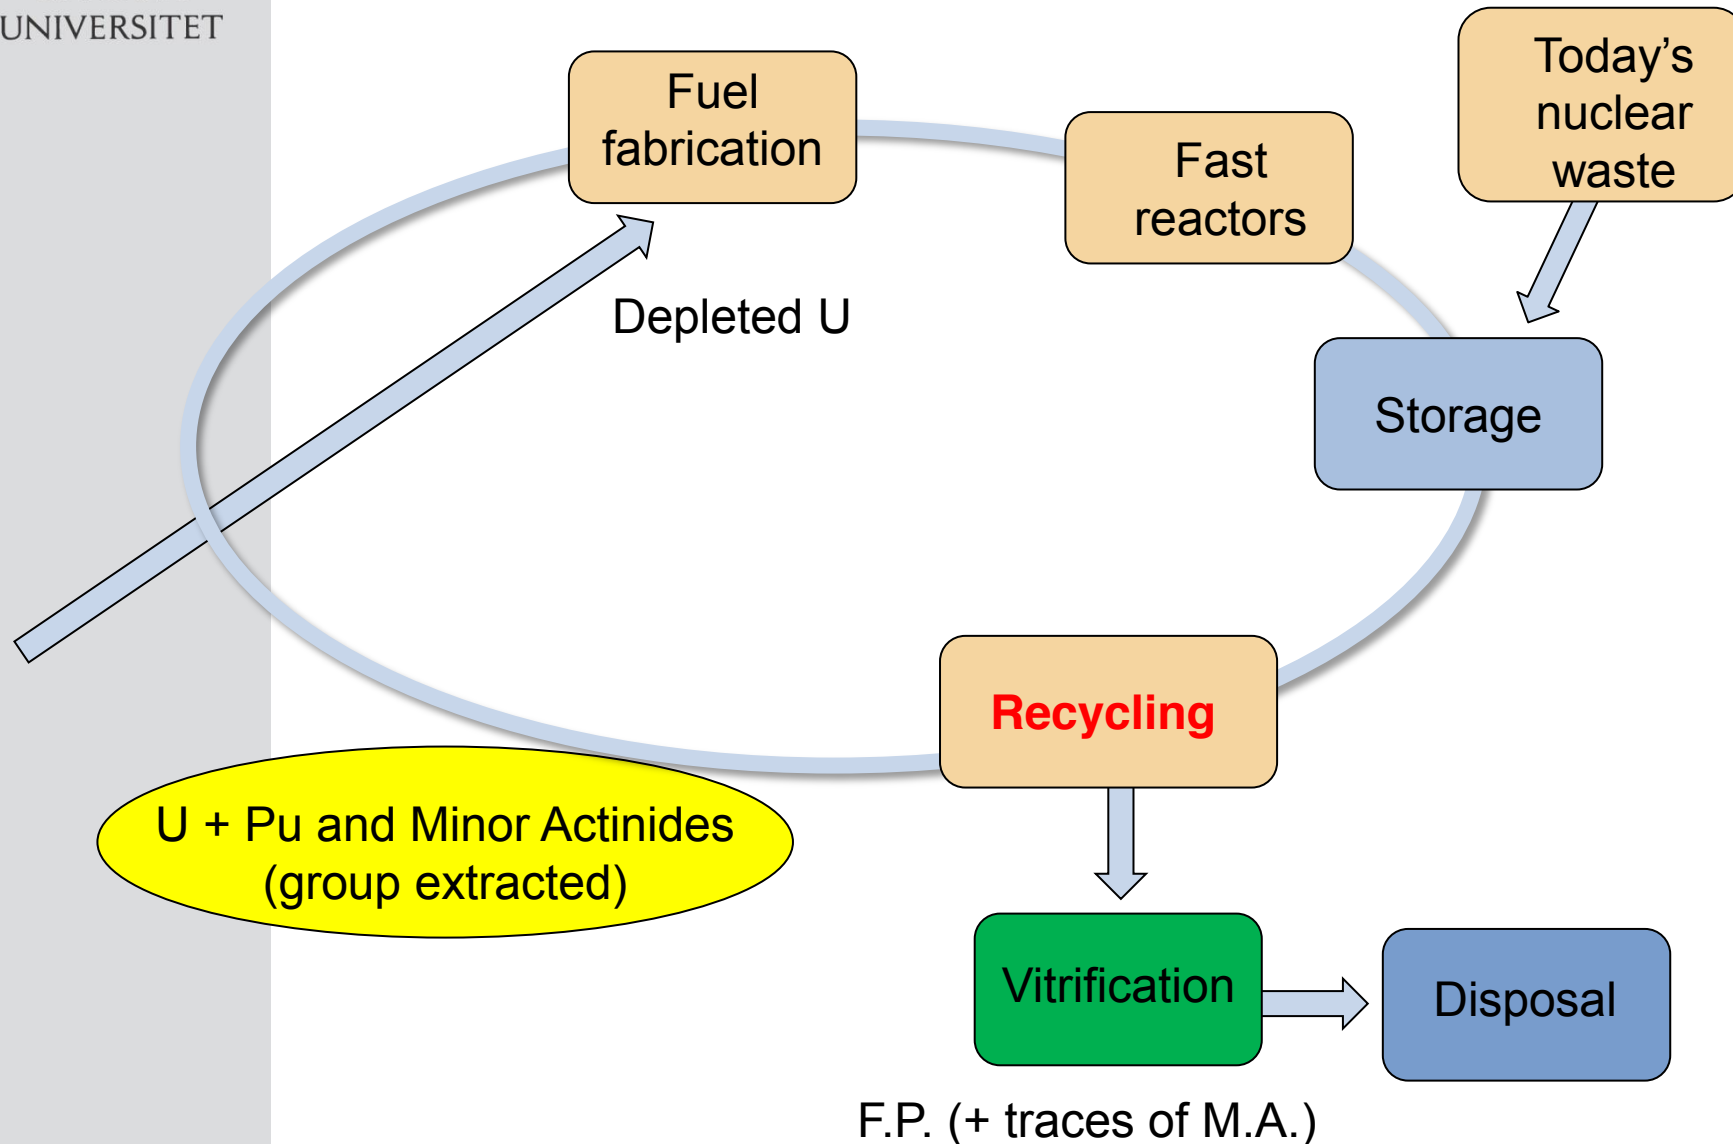 UNIVERSITET
Fuel
fabrication
Fast
reactors
Today’s
nuclear
waste
Depleted U
Storage
Recycling
U + Pu and Minor Actinides
(group extracted)
Vitrification
Disposal
F.P. (+ traces of M.A.)